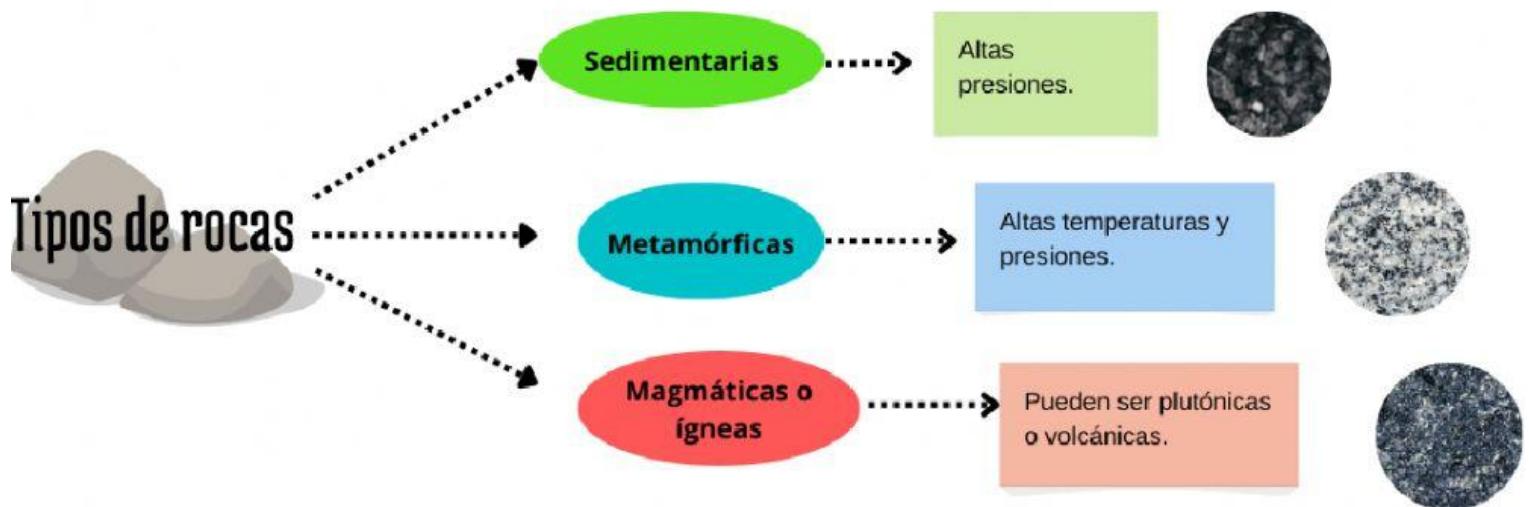 Tipos de rocas
Sedimentarias
Altas
presiones.
Metamórficas
Altas temperaturas y
presiones.
Magmáticas o
ígneas
Pueden ser plutónicas
o volcánicas.